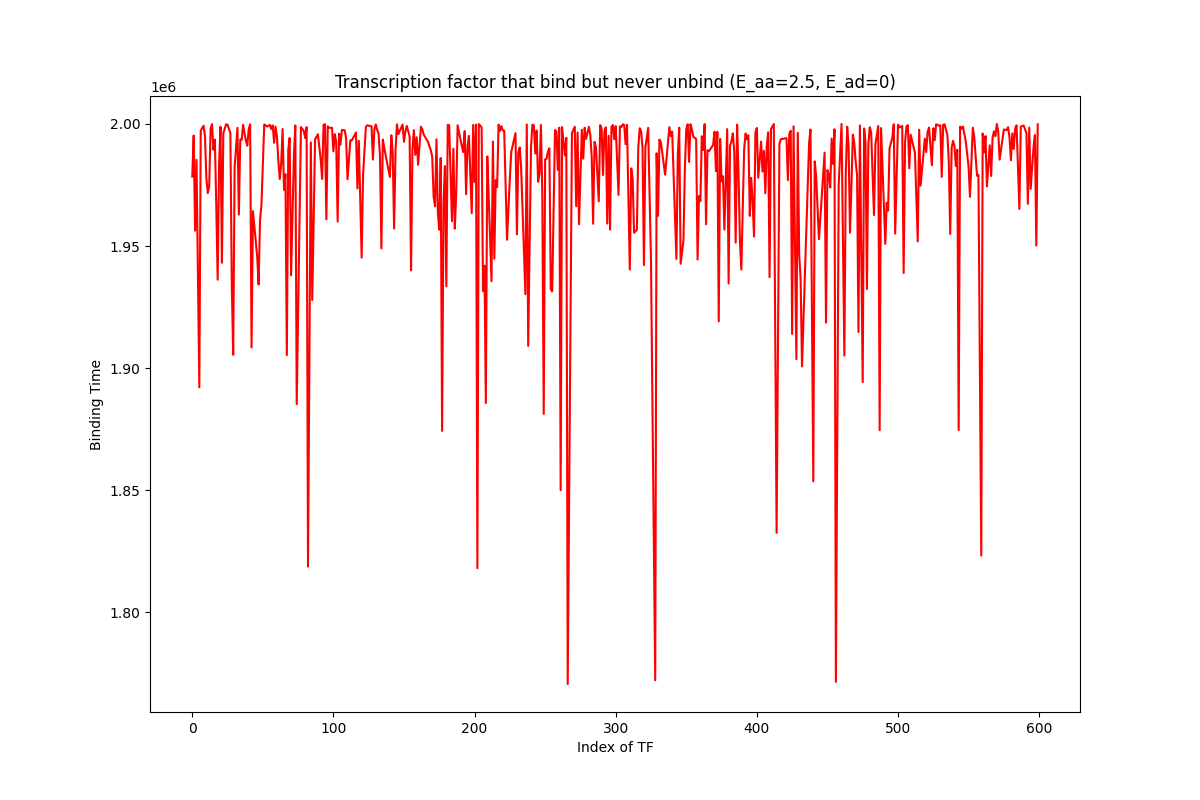 Transcription factor that bind but never unbind (E_aa=2.5, E_ad=0)
1e6
2.00
1.95
1.90
1.85
1.80
Binding Time
0 100 200 300 400 500 600
Index of TF